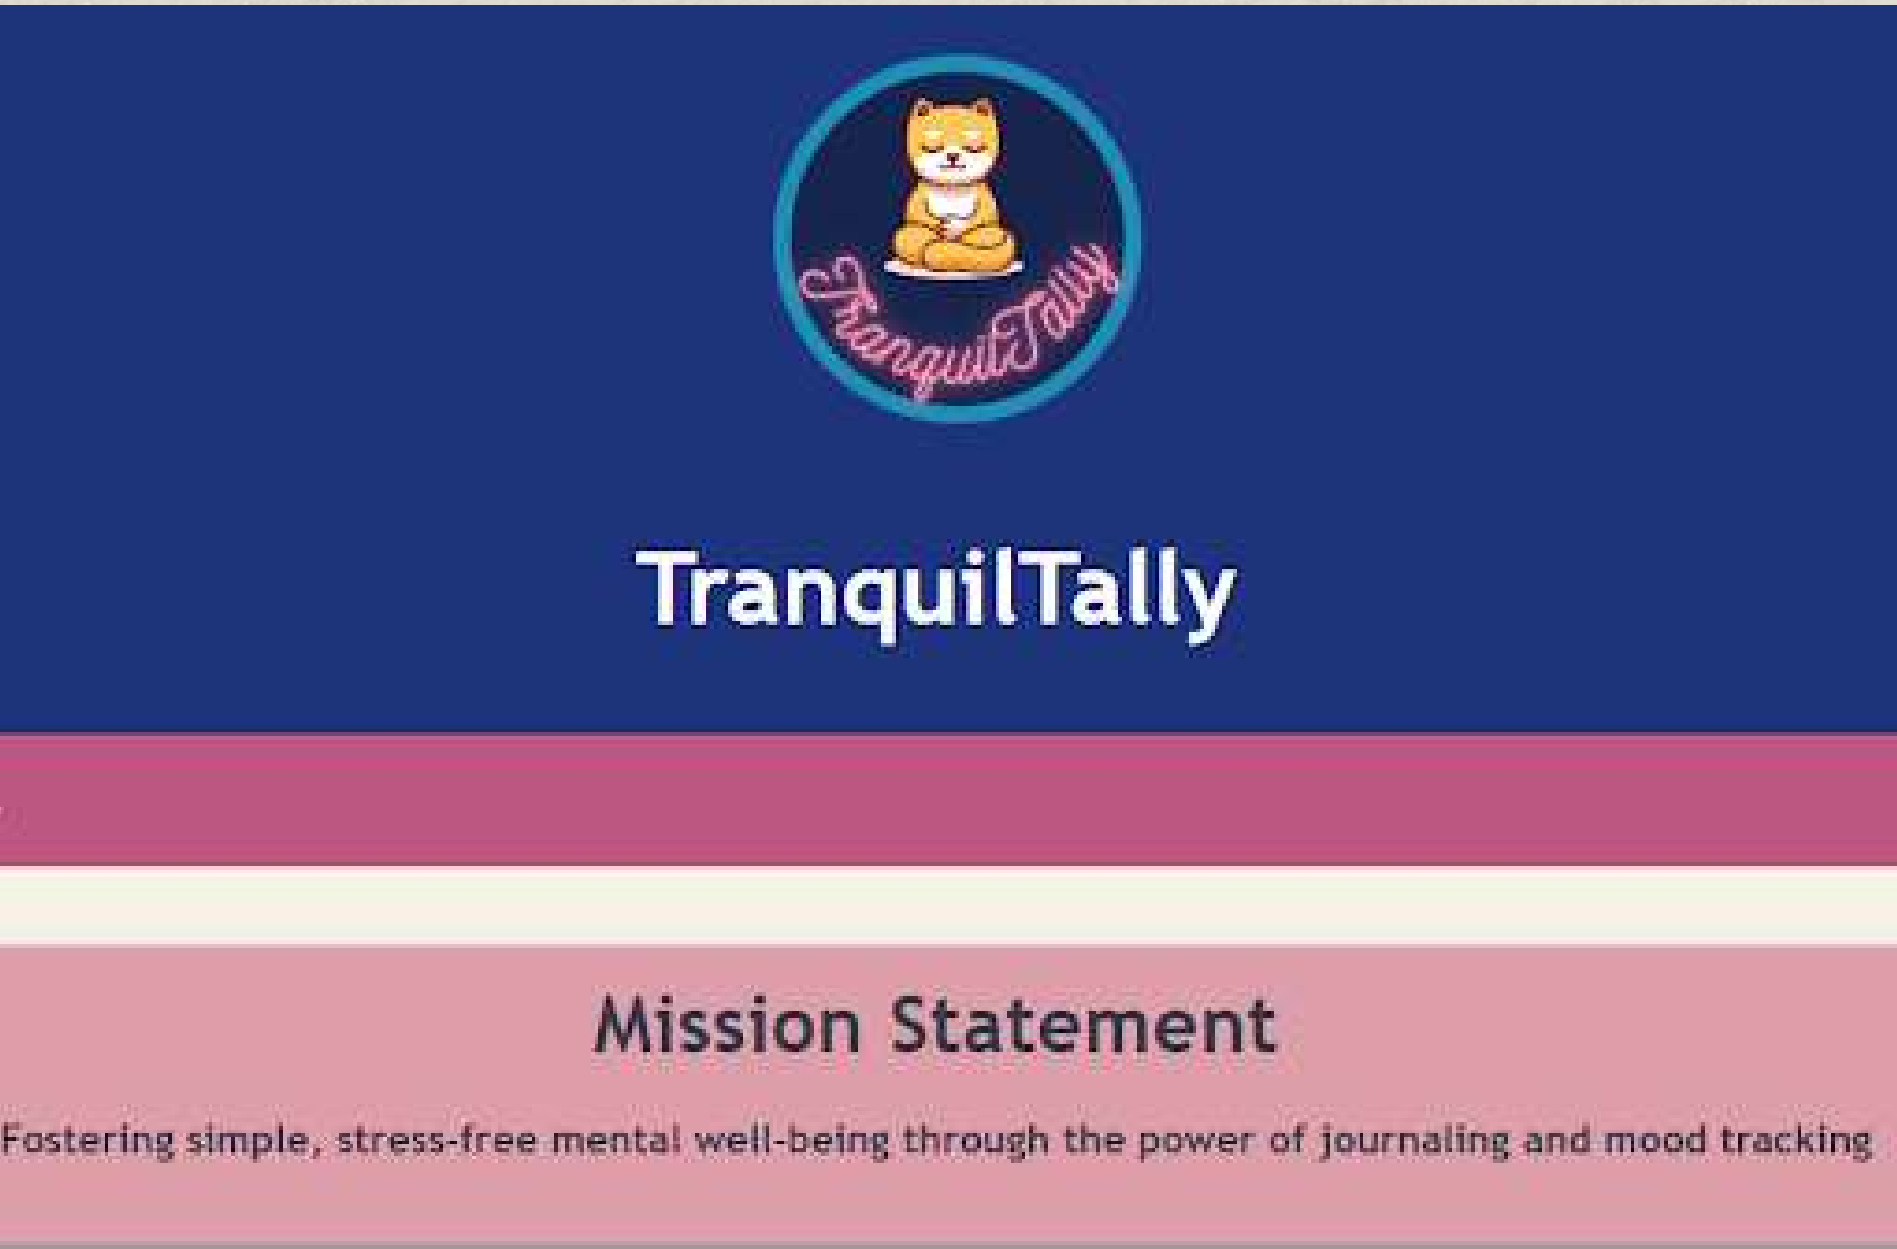 TranquilTally
TranquilTally
Mission Statement
Fostering simple, stress-free mental well-being through the power of journaling and mood tracking